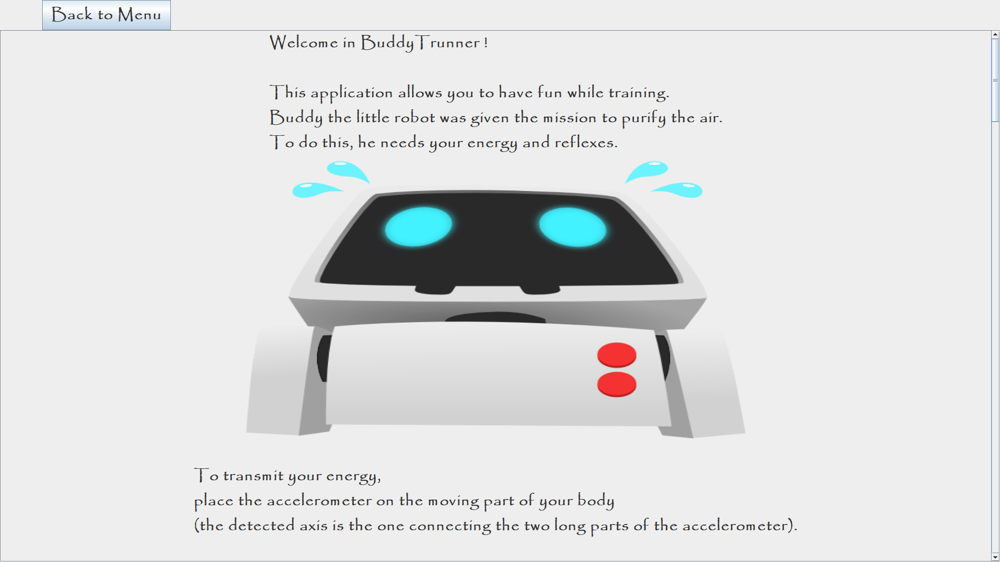 Back to Menu
Welcome in BuddyTrunner !
This application allows you to have fun while training.
Buddy the little robot was given the mission to purify the air.
To do this, he needs your energy and reflexes.
To transmit your energy,
place the accelerometer on the moving part of your body
(the detected axis is the one connecting the two long parts of the accelerometer).